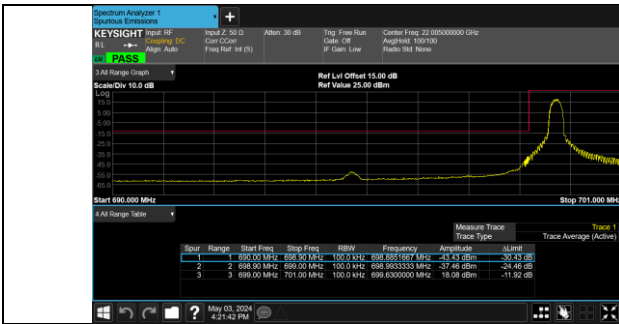 Spectrum Analyzer 1
Spurious Emissions
KEYSIGHT Input: RF Input Z: 50 Ω Atten: 30 dB Trig: Free Run Center Freq: 22.005000000 GHz
R L Coupling: DC Corr CCorr Gate: Off Avg|Hold: 100/100
Align: Auto Freq Ref: Int (S) IF Gain: Low Radio Std: None
PASS
3 All Range Graph
Ref Lvl Offset 15.00 dB
Scale/Div 10.0 dB Ref Value 25.00 dBm
Log
15.0
5.00
-5.00
-15.0
-25.0
-35.0
-45.0
-55.0
-65.0
Start 690.000 MHz Stop 701.000 MHz
4 All Range Table
Measure Trace Trace 1
Trace Type Trace Average (Active)
Spur Range Start Freq Stop Freq RBW Frequency Amplitude ΔLimit
1 1 690.00 MHz 698.90 MHz 100.0 kHz 698.8851667 MHz -43.43 dBm -30.43 dB
2 2 698.90 MHz 699.00 MHz 100.0 kHz 698.9933333 MHz -37.46 dBm -24.46 dB
3 3 699.00 MHz 701.00 MHz 100.0 kHz 699.6300000 MHz 18.08 dBm -11.92 dB
May 03, 2024
4:21:42 PM